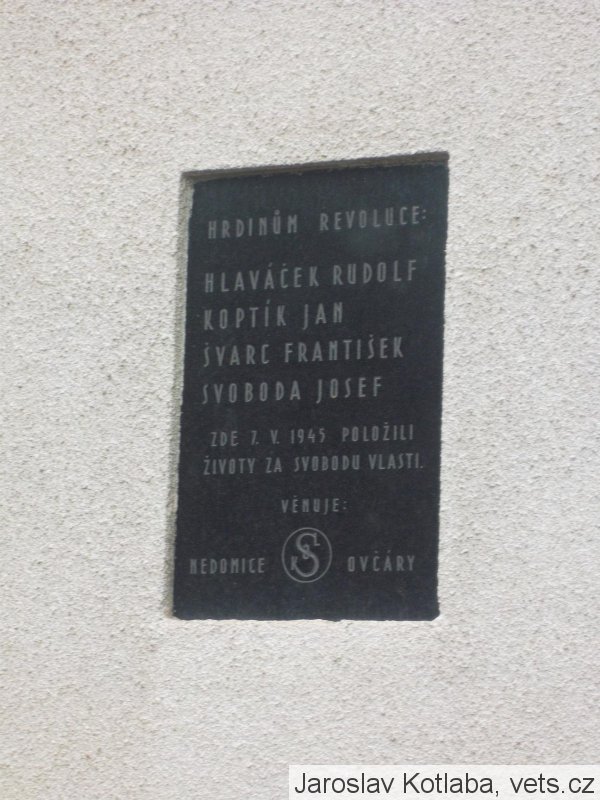 HRDINŮM REVOLUCE:
HLAVÁČEK RUDOLF
KOPTÍK JAN
ŠVARC FRANTIŠEK
SVOBODA JOSEF
ZDE 7. V. 1945 POLOŽILI
ŽIVOTY ZA SVOBODU VLASTI.
VĚNUJE:
NEDOMICE OVČÁRY
Jaroslav Kotlaba, vets.cz